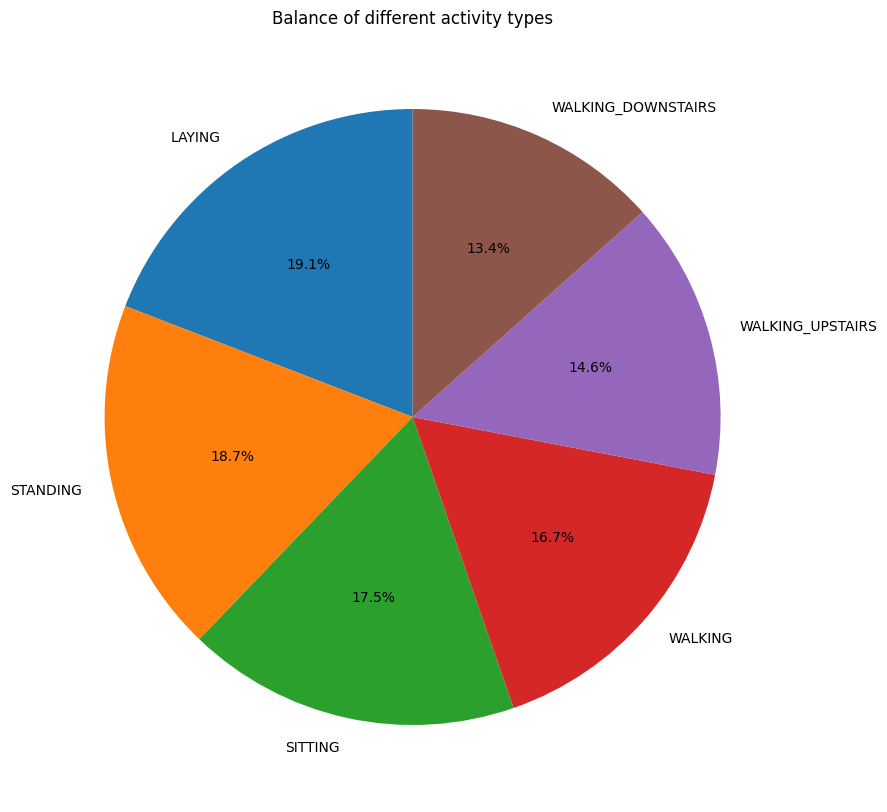 Balance of different activity types
WALKING_DOWNSTAIRS
LAYING
13.4%
19.1%
WALKING_UPSTAIRS
14.6%
18.7%
STANDING
16.7%
17.5%
WALKING
SITTING